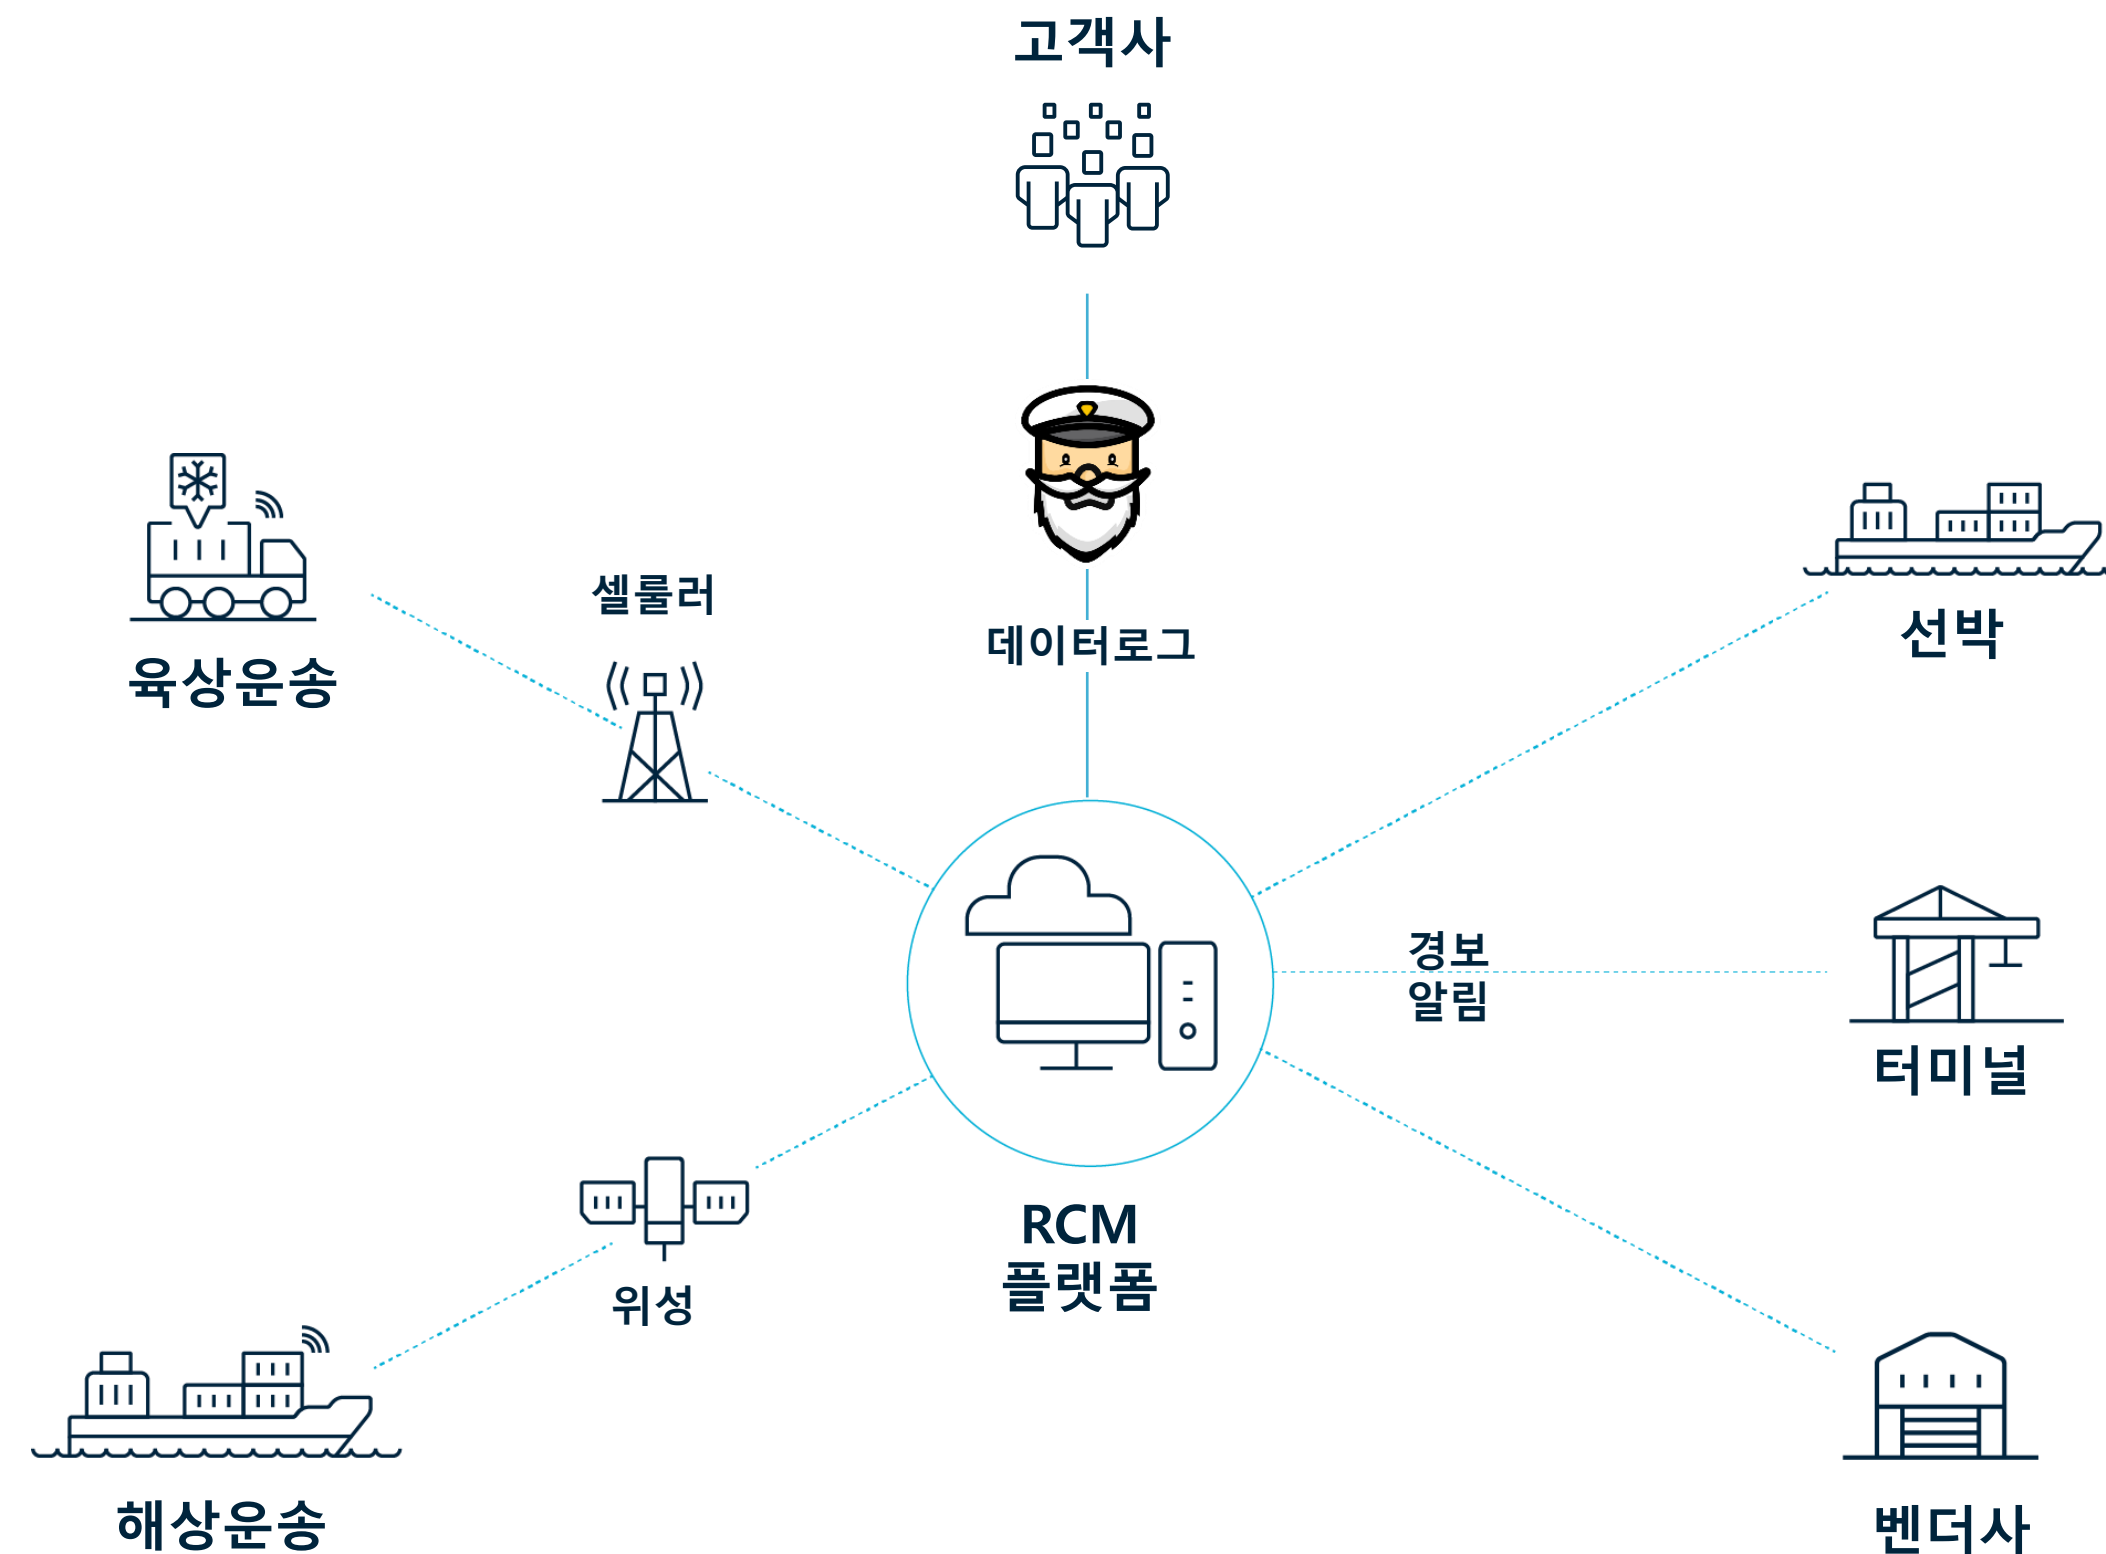 고객사
육상운송
셀룰러
데이터로그
선박
경보
알림
터미널
RCM
플랫폼
위성
해상운송
벤더사